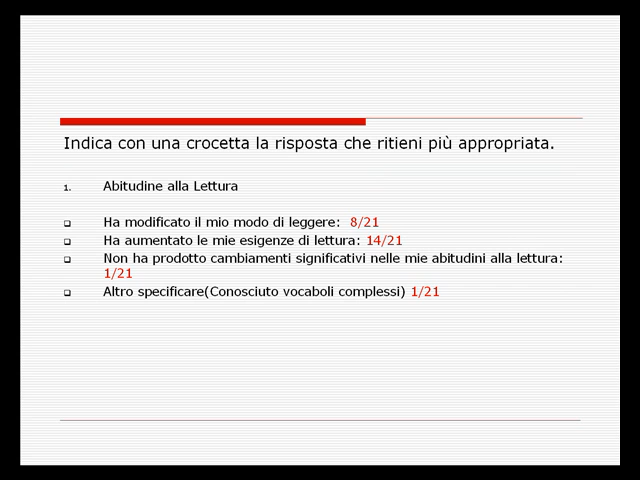 Indica con una crocetta la risposta che ritieni più appropriata.
1. Abitudine alla Lettura
❑ Ha modificato il mio modo di leggere: 8/21
❑ Ha aumentato le mie esigenze di lettura: 14/21
❑ Non ha prodotto cambiamenti significativi nelle mie abitudini alla lettura:
1/21
❑ Altro specificare(Conosciuto vocaboli complessi) 1/21